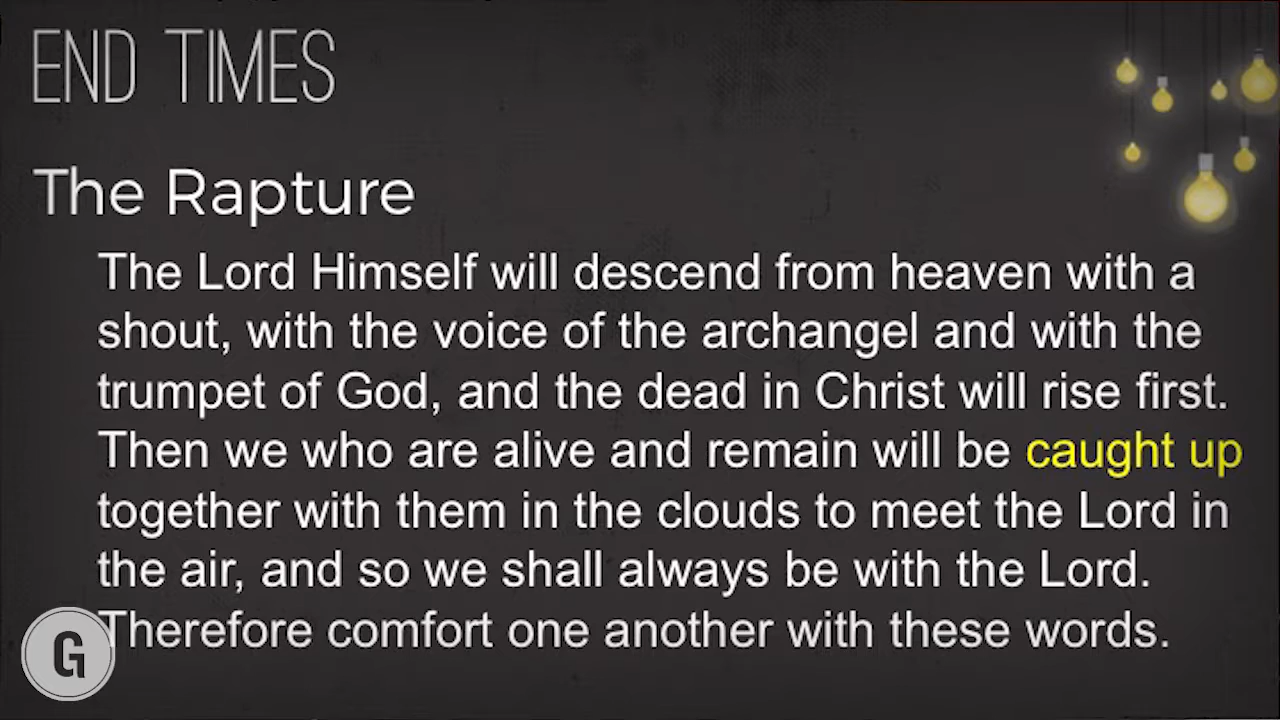 END TIMES
The Rapture
The Lord Himself will descend from heaven with a
shout, with the voice of the archangel and with the
trumpet of God, and the dead in Christ will rise first.
Then we who are alive and remain will be caught up
together with them in the clouds to meet the Lord in
the air, and so we shall always be with the Lord.
Therefore comfort one another with these words.
G